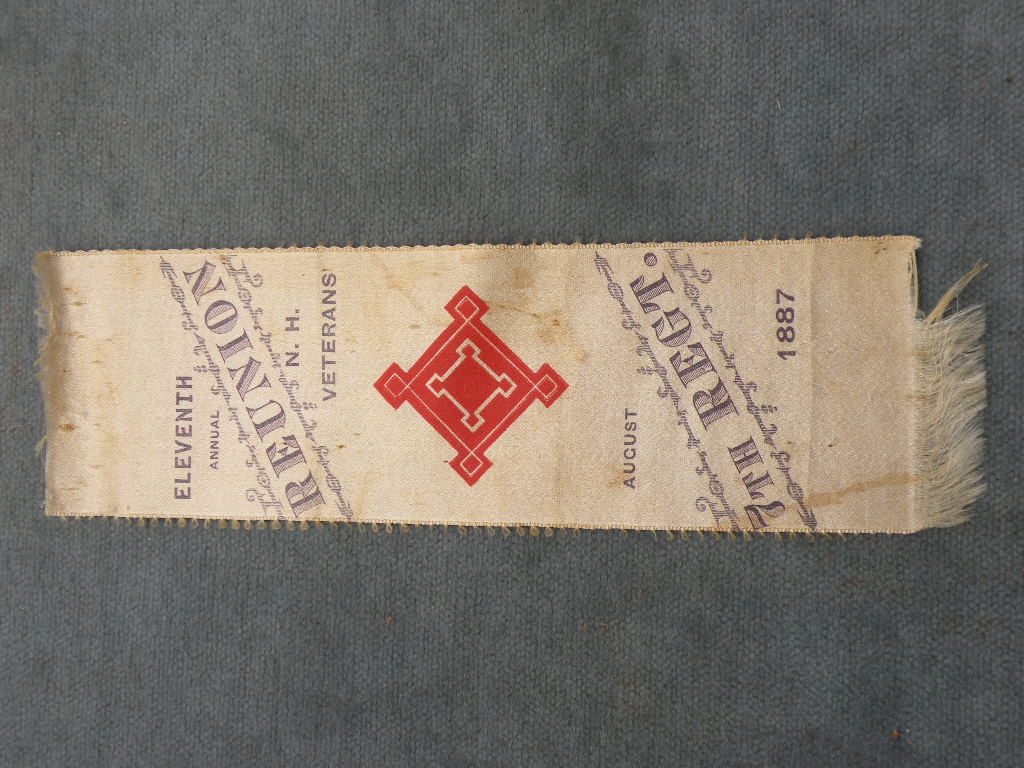 ELEVENTH
ANNUAL
REUNION
N. H.
VETERANS'
AUGUST
7TH REGT.
1887